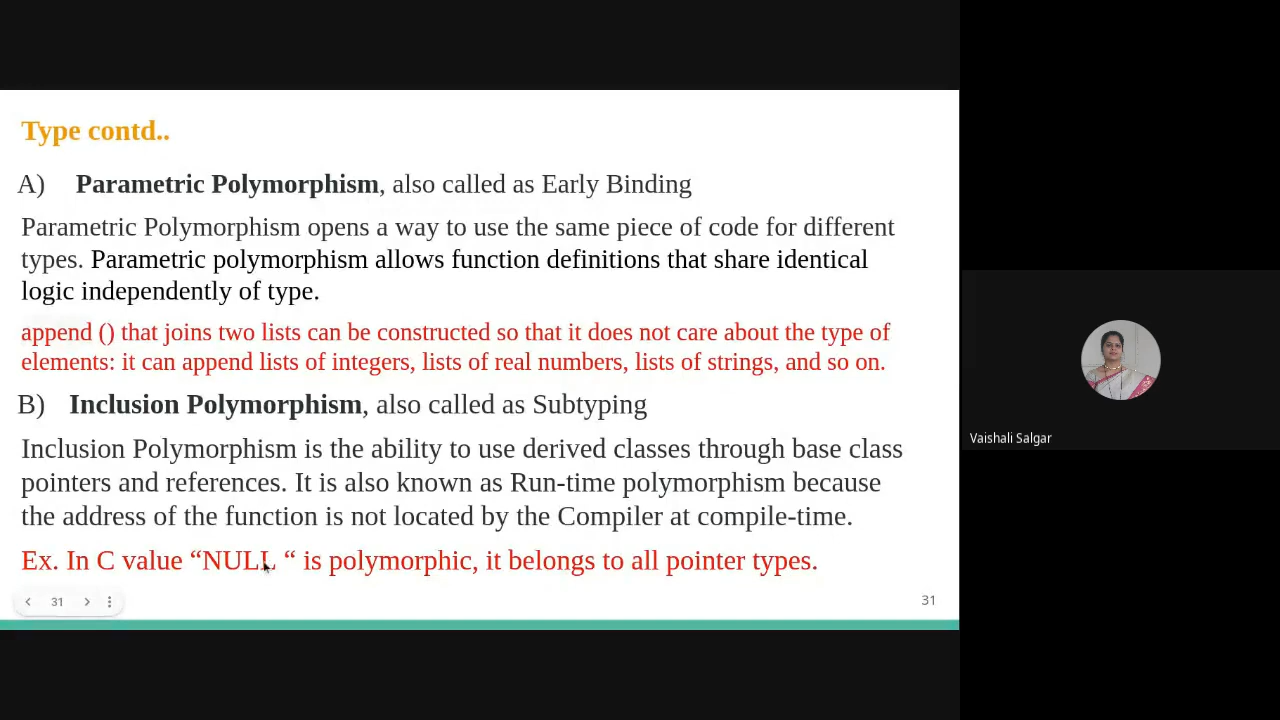 Type contd..
A) Parametric Polymorphism, also called as Early Binding
Parametric Polymorphism opens a way to use the same piece of code for different
types. Parametric polymorphism allows function definitions that share identical
logic independently of type.
append () that joins two lists can be constructed so that it does not care about the type of
elements: it can append lists of integers, lists of real numbers, lists of strings, and so on.
B) Inclusion Polymorphism, also called as Subtyping
Inclusion Polymorphism is the ability to use derived classes through base class
pointers and references. It is also known as Run-time polymorphism because
the address of the function is not located by the Compiler at compile-time.
Ex. In C value “NULL “ is polymorphic, it belongs to all pointer types.
31
31
Vaishali Salgar